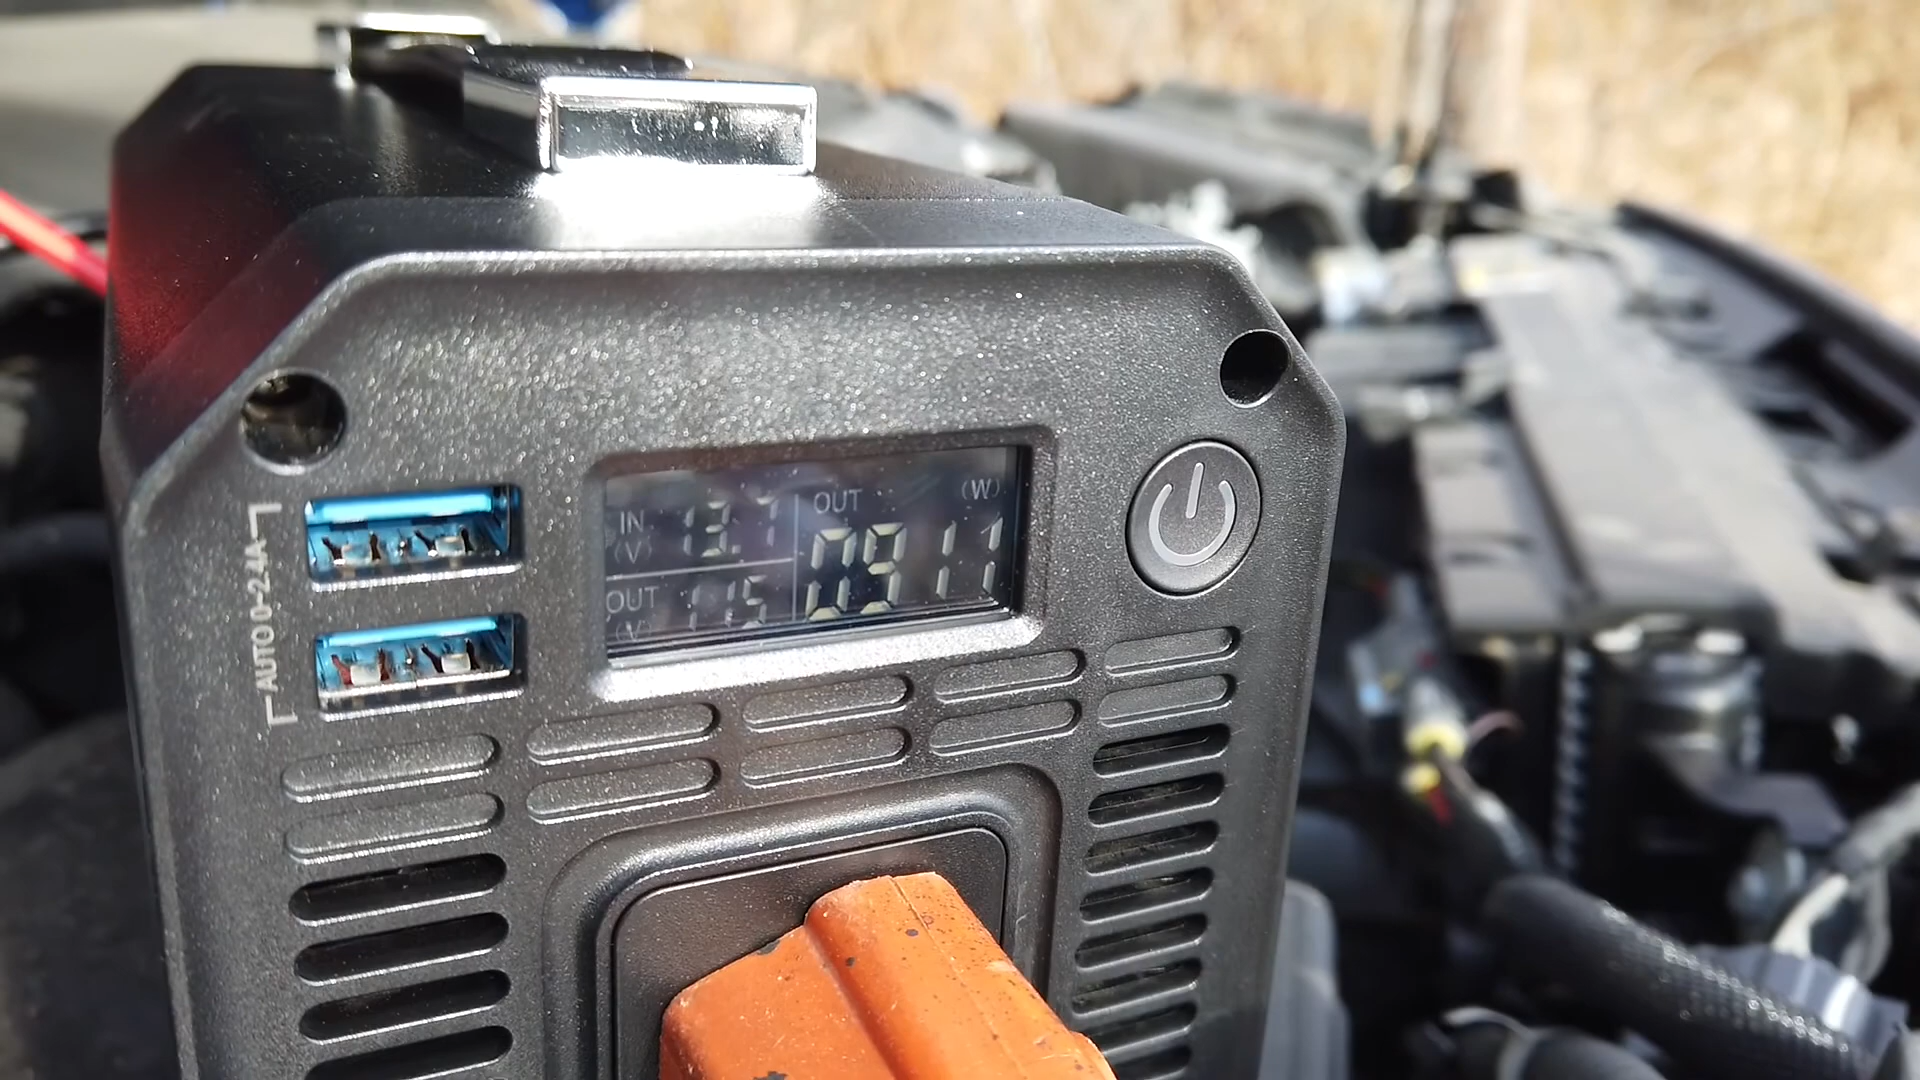 AUTO 0-2.4A
IN (V) 13.7
OUT (V) 115
OUT (W)
0911